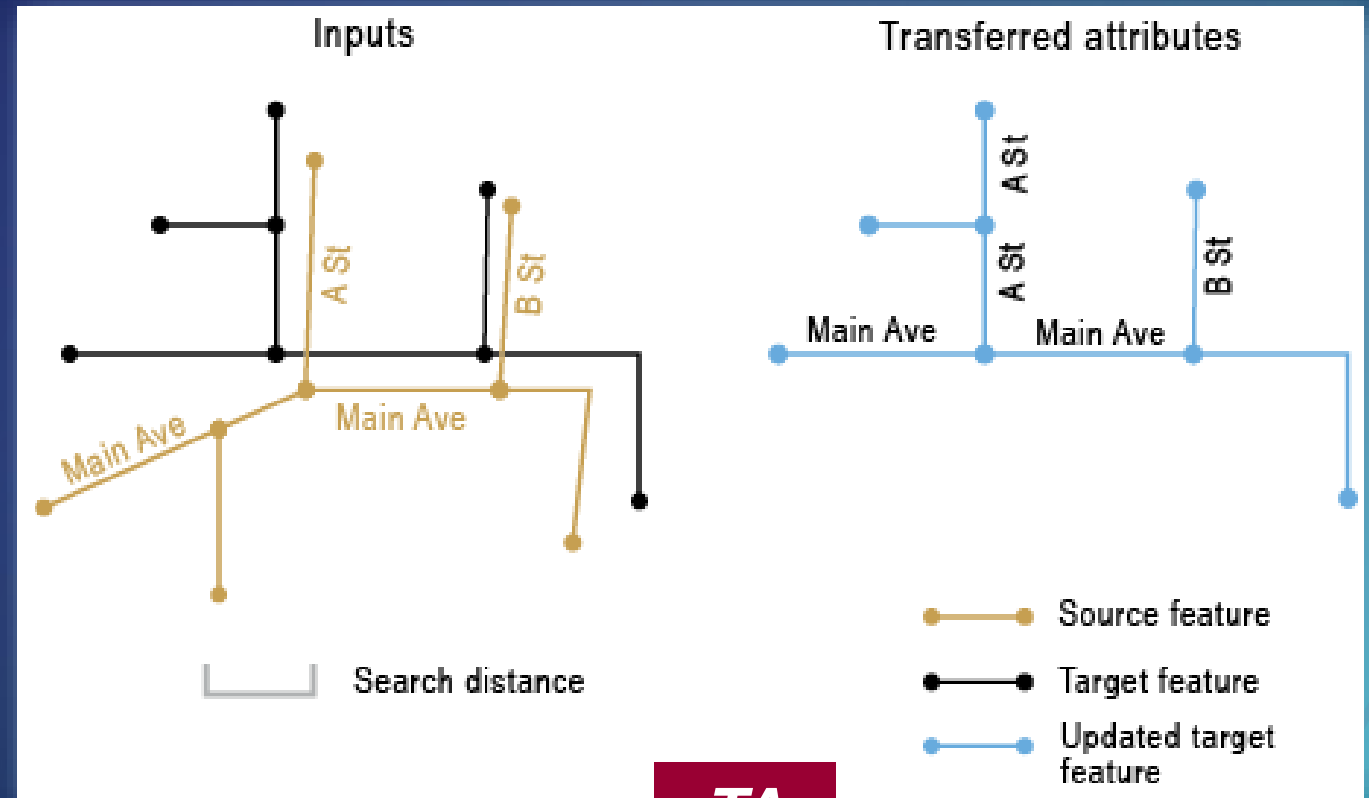 Inputs
A St
B St
Main Ave
Main Ave
Search distance
Transferred attributes
A St
A St
B St
Main Ave
Main Ave
Source feature
Target feature
Updated target
feature
TA